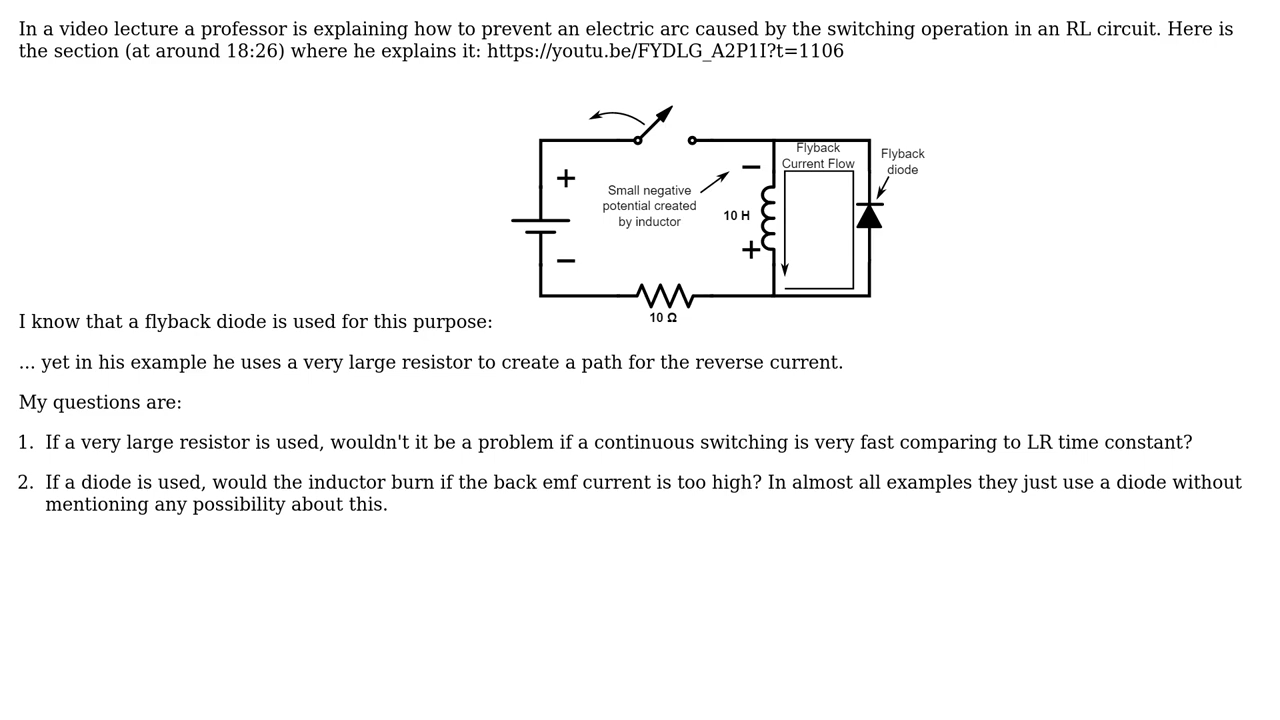 In a video lecture a professor is explaining how to prevent an electric arc caused by the switching operation in an RL circuit. Here is
the section (at around 18:26) where he explains it: https://youtu.be/FYDLG_A2P1I?t=1106
+
−
Small negative
potential created
by inductor
−
10 H
+
Flyback
Current Flow
Flyback
diode
10 Ω
I know that a flyback diode is used for this purpose:
... yet in his example he uses a very large resistor to create a path for the reverse current.
My questions are:
1. If a very large resistor is used, wouldn't it be a problem if a continuous switching is very fast comparing to LR time constant?
2. If a diode is used, would the inductor burn if the back emf current is too high? In almost all examples they just use a diode without
mentioning any possibility about this.